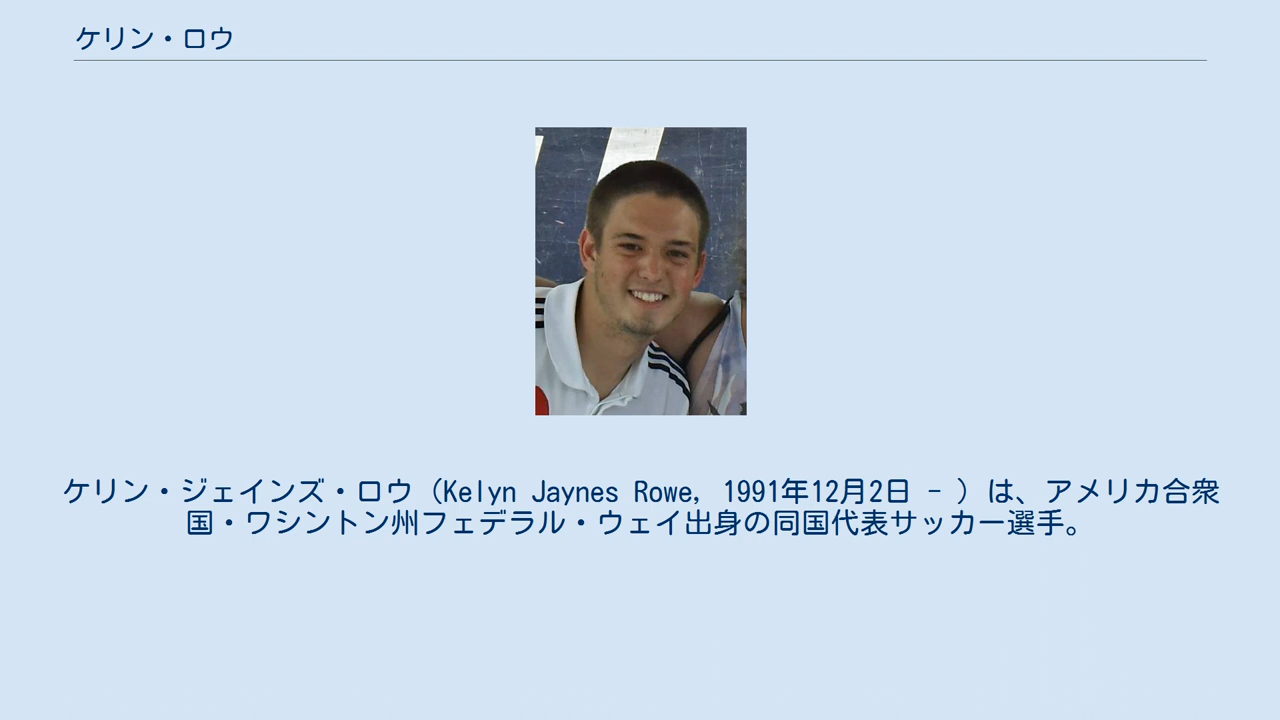 ケリン・ロウ
ケリン・ジェインズ・ロウ（Kelyn Jaynes Rowe, 1991年12月2日 - ）は、アメリカ合衆
国・ワシントン州フェデラル・ウェイ出身の同国代表サッカー選手。